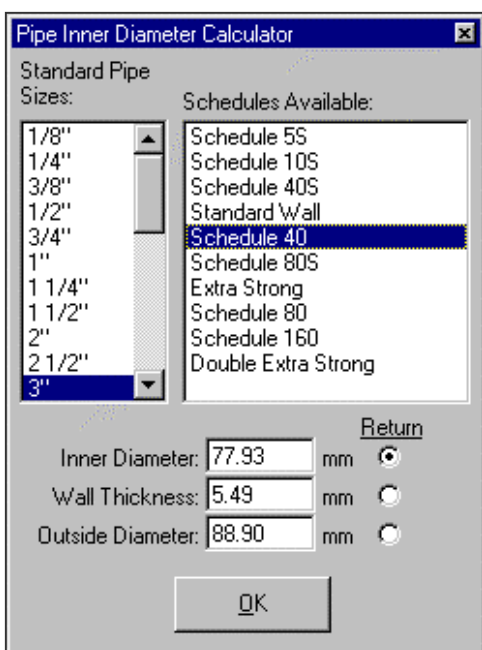 Pipe Inner Diameter Calculator
Standard Pipe
Sizes:
Schedules Available:
1/8"
1/4"
3/8"
1/2"
3/4"
1"
1 1/4"
1 1/2"
2"
2 1/2"
3"
Schedule 5S
Schedule 10S
Schedule 40S
Standard Wall
Schedule 40
Schedule 80S
Extra Strong
Schedule 80
Schedule 160
Double Extra Strong
Return
Inner Diameter: 77.93 mm
Wall Thickness: 5.49 mm
Outside Diameter: 88.90 mm
OK